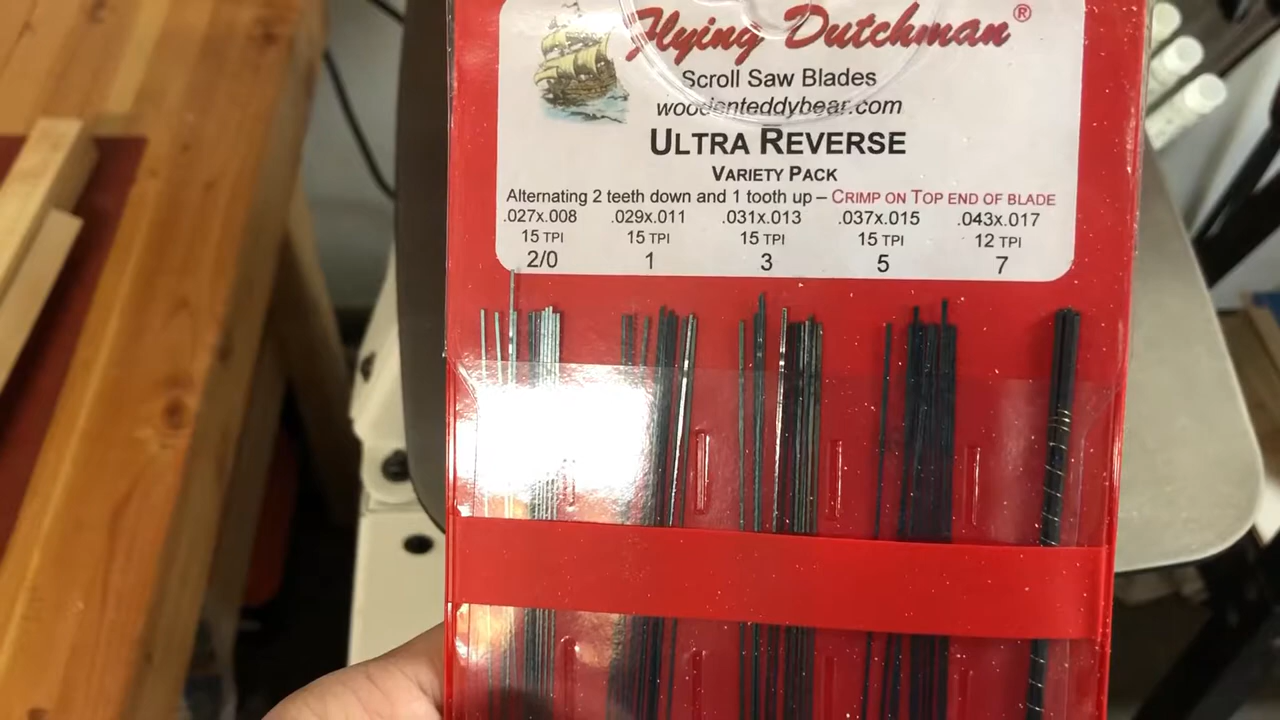 Flying Dutchman®
Scroll Saw Blades
woodenteddybear.com
ULTRA REVERSE
VARIETY PACK
Alternating 2 teeth down and 1 tooth up – CRIMP ON TOP END OF BLADE
.027x.008 .029x.011 .031x.013 .037x.015 .043x.017
15 TPI 15 TPI 15 TPI 15 TPI 12 TPI
2/0 1 3 5 7